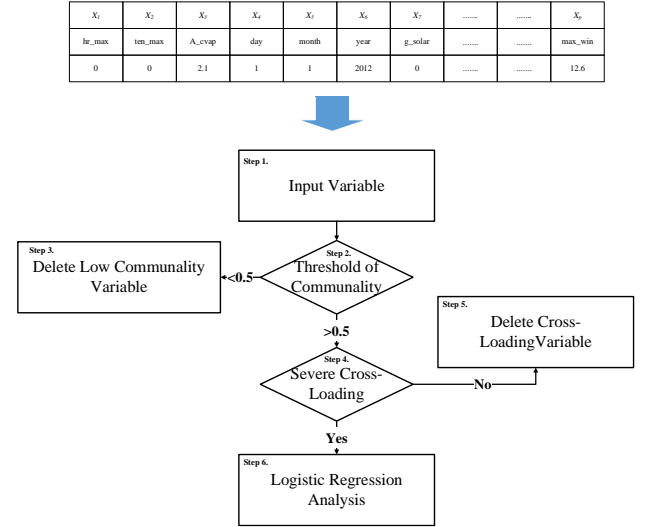 X1 X2 X3 X4 X5 X6 X7 ........ ........ Xp
hr_max ten_max A_cvap day month year g_solar ........ ........ max_win
0 0 2.1 1 1 2012 0 ........ ........ 12.6
Step 1.
Input Variable
Step 2.
Threshold of
Communality
Step 3.
Delete Low Communality
Variable
<0.5
>0.5
Step 4.
Severe Cross-
Loading
Step 5.
Delete Cross-
LoadingVariable
No
Yes
Step 6.
Logistic Regression
Analysis